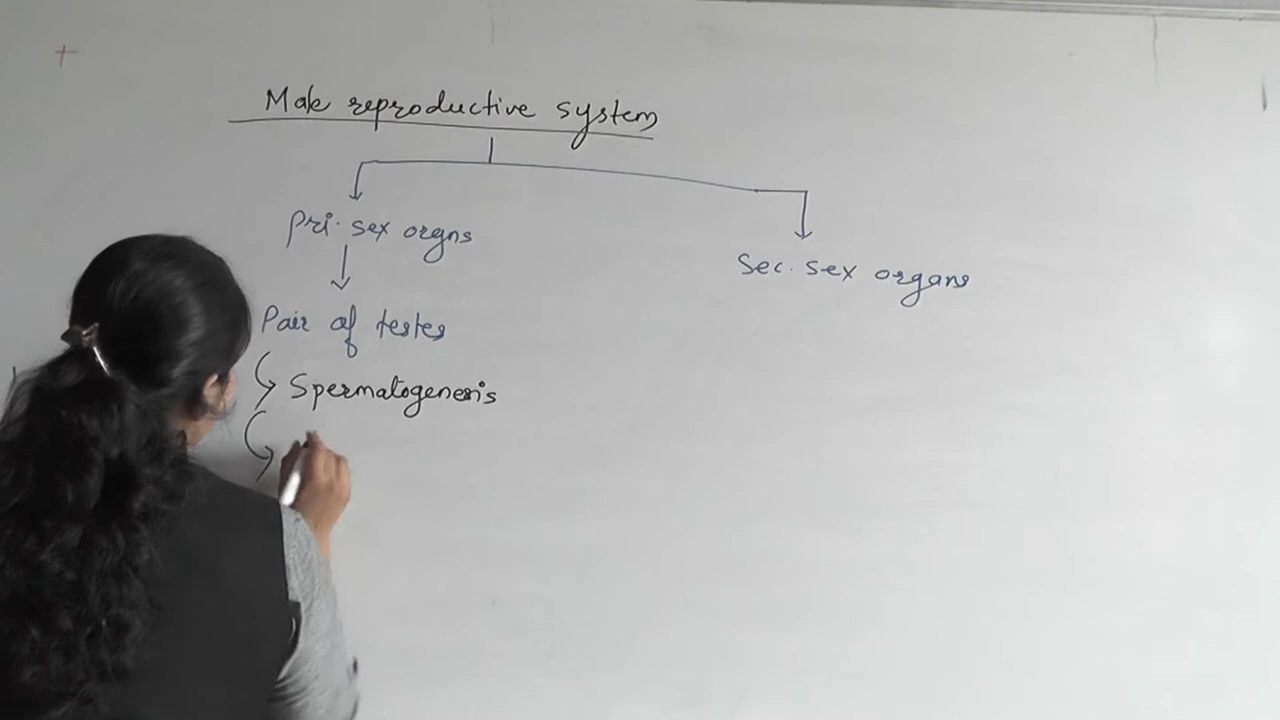 Male reproductive system
Pri. sex orgns
Sec. sex organs
Pair of testes
Spermatogenesis